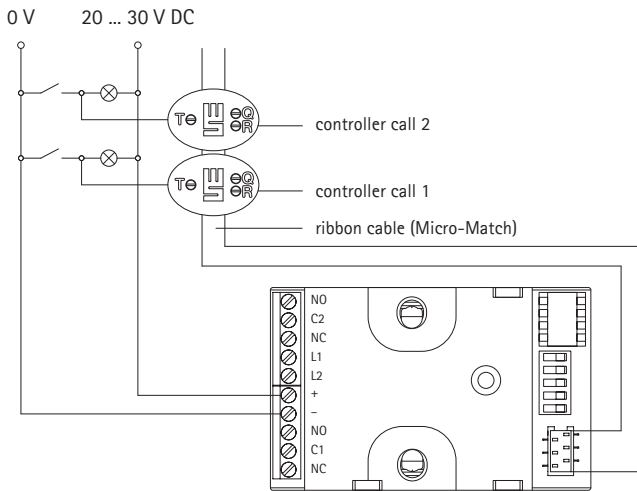 0 V 20 ... 30 V DC
T Q
R
controller call 2
T Q
R
controller call 1
ribbon cable (Micro-Match)
NO
C2
NC
L1
L2
+
–
NO
C1
NC